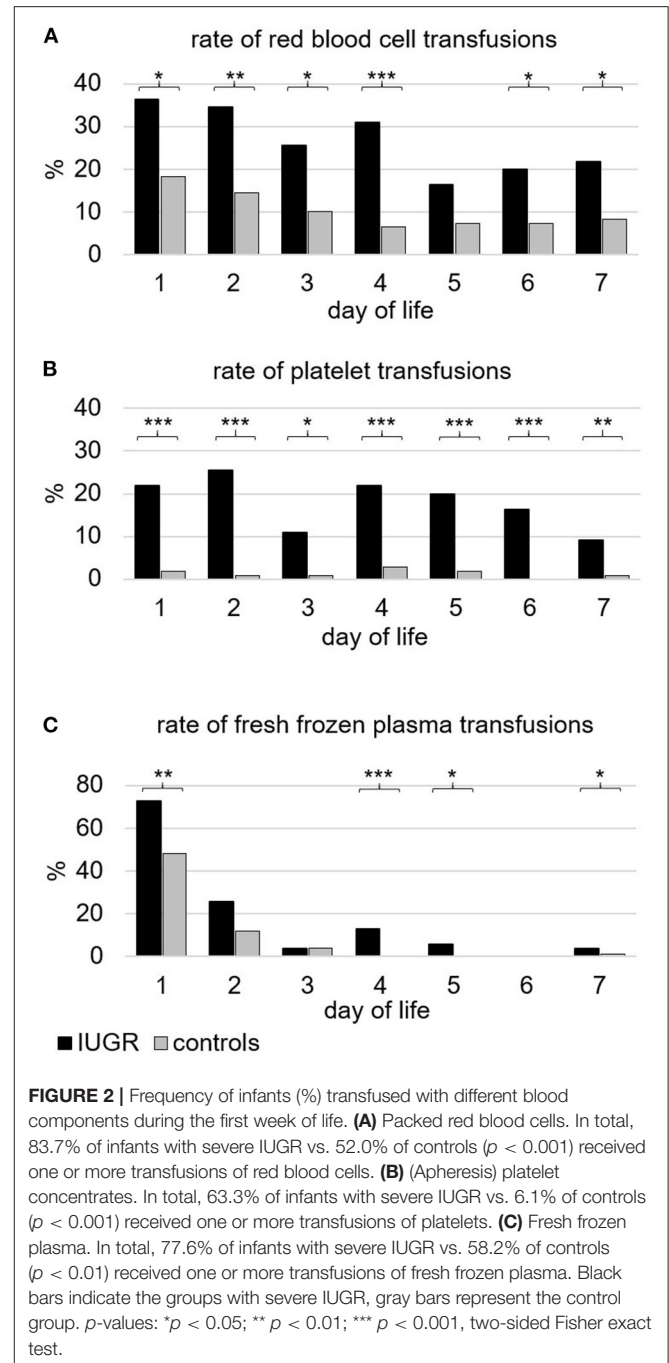 A
rate of red blood cell transfusions
40
30
20
10
0
%
* ** * *** * *
1 2 3 4 5 6 7
day of life
B
rate of platelet transfusions
40
30
20
10
0
%
*** *** * *** *** *** **
1 2 3 4 5 6 7
day of life
C
rate of fresh frozen plasma transfusions
80
60
40
20
0
%
** *** * *
1 2 3 4 5 6 7
day of life
IUGR controls
FIGURE 2 | Frequency of infants (%) transfused with different blood
components during the first week of life. (A) Packed red blood cells. In total,
83.7% of infants with severe IUGR vs. 52.0% of controls (p < 0.001) received
one or more transfusions of red blood cells. (B) (Apheresis) platelet
concentrates. In total, 63.3% of infants with severe IUGR vs. 6.1% of controls
(p < 0.001) received one or more transfusions of platelets. (C) Fresh frozen
plasma. In total, 77.6% of infants with severe IUGR vs. 58.2% of controls
(p < 0.01) received one or more transfusions of fresh frozen plasma. Black
bars indicate the groups with severe IUGR, gray bars represent the control
group. p-values: *p < 0.05; ** p < 0.01; *** p < 0.001, two-sided Fisher exact
test.